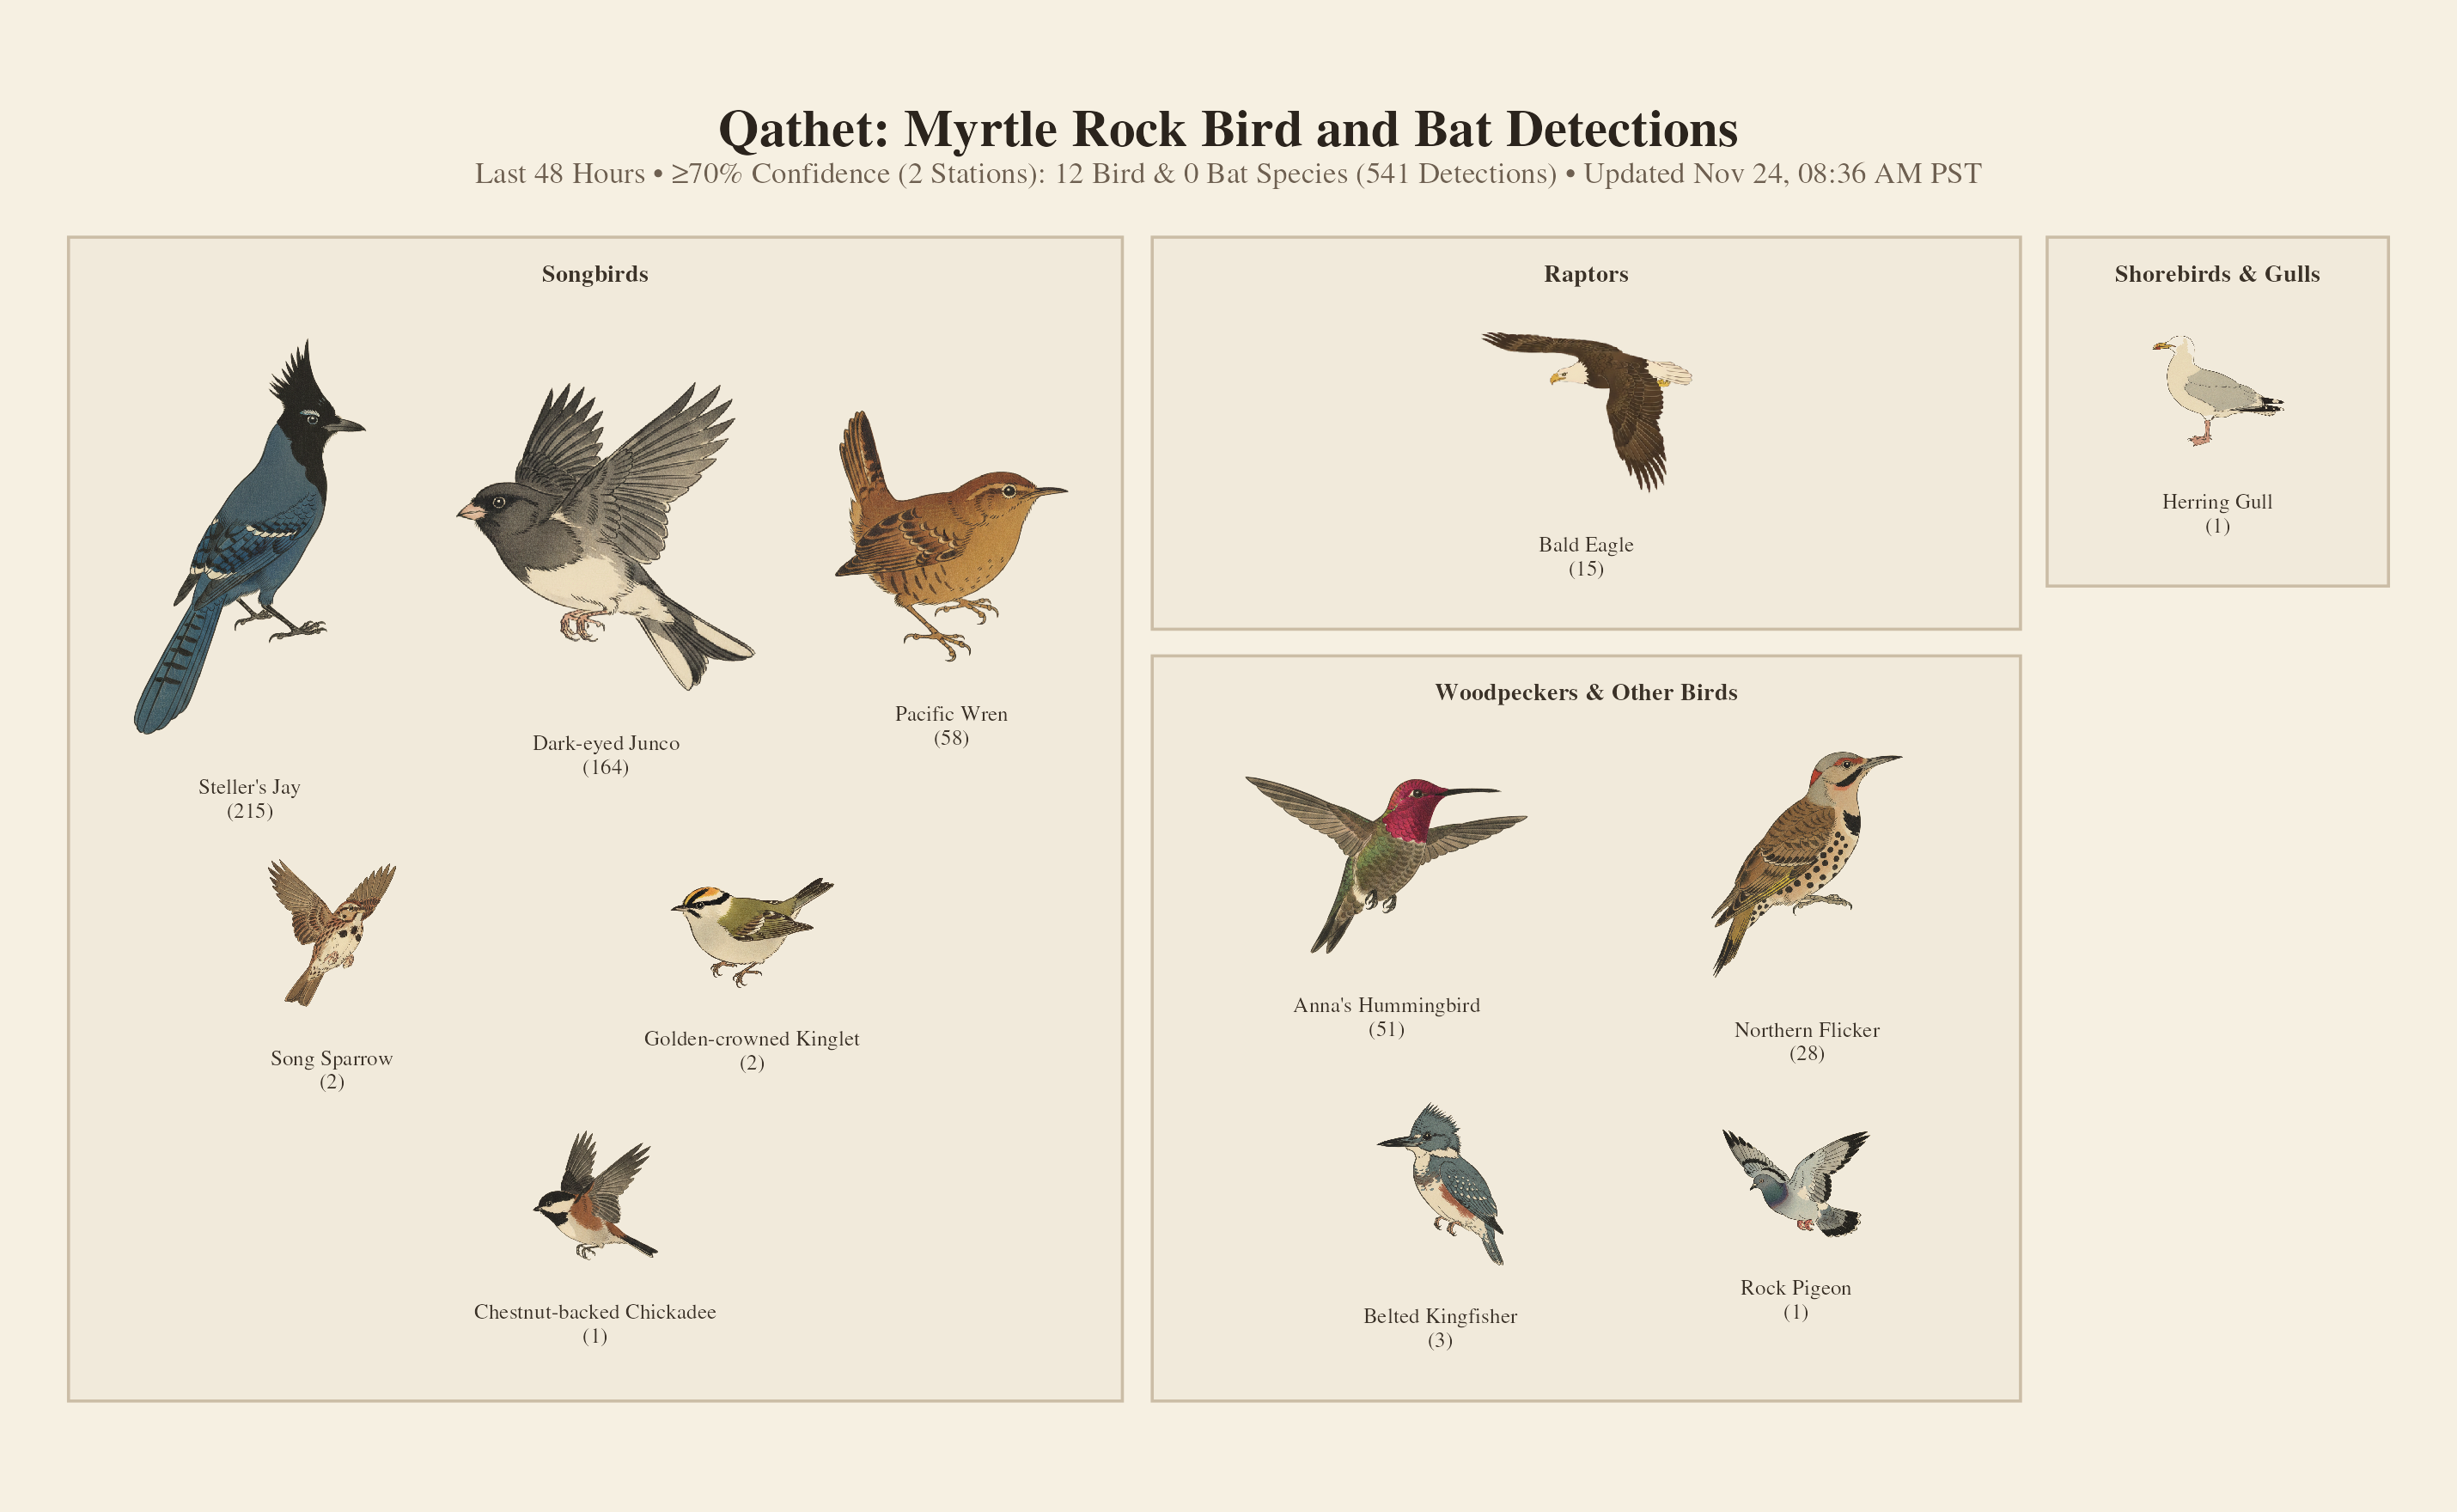 Qathet: Myrtle Rock Bird and Bat Detections
Last 48 Hours • ≥70% Confidence (2 Stations): 12 Bird & 0 Bat Species (541 Detections) • Updated Nov 24, 08:36 AM PST
Songbirds
Steller's Jay
(215)
Dark-eyed Junco
(164)
Pacific Wren
(58)
Song Sparrow
(2)
Golden-crowned Kinglet
(2)
Chestnut-backed Chickadee
(1)
Raptors
Bald Eagle
(15)
Woodpeckers & Other Birds
Anna's Hummingbird
(51)
Northern Flicker
(28)
Belted Kingfisher
(3)
Rock Pigeon
(1)
Shorebirds & Gulls
Herring Gull
(1)